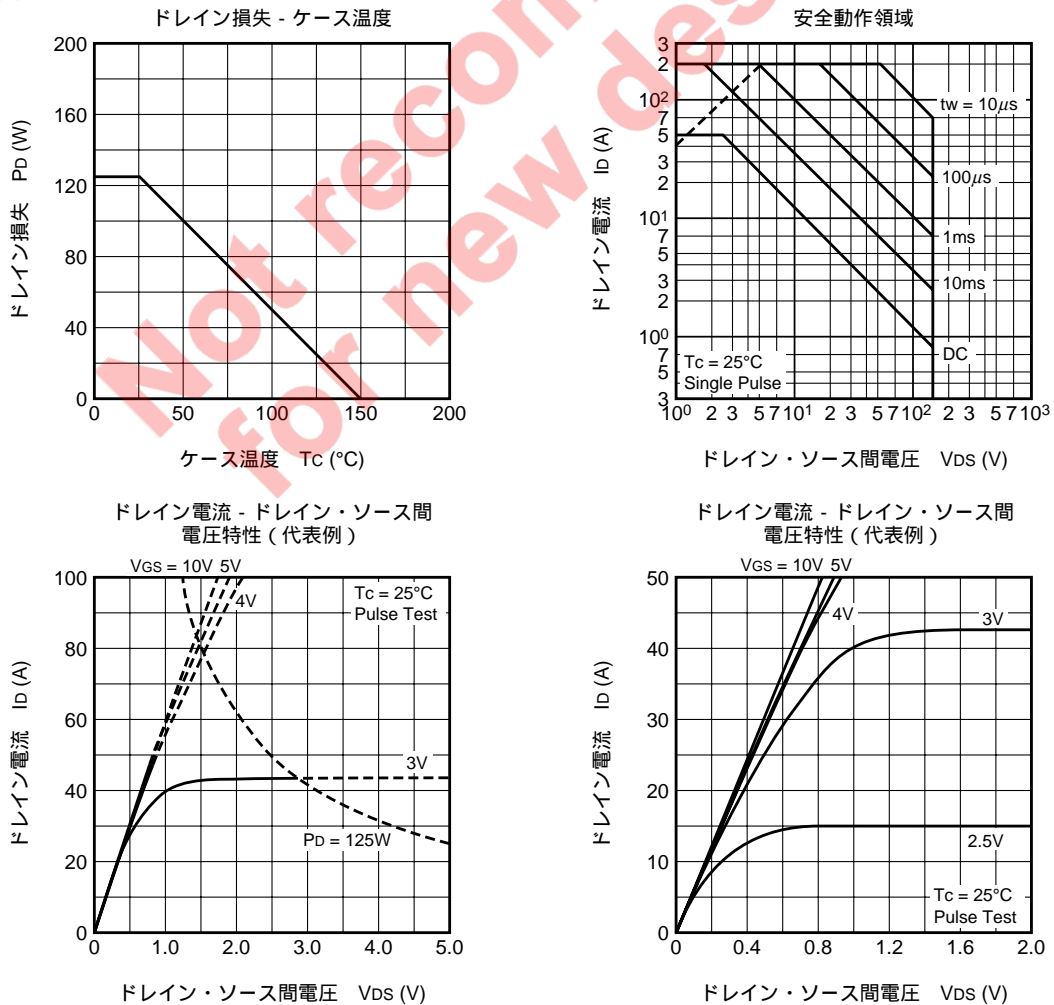 Not recom
for new des
ドレイン損失 - ケース温度
200
160
120
80
40
0
0 50 100 150 200
ドレイン損失 PD (W)
ケース温度 TC (°C)
安全動作領域
3
2
10²
7
5
3
2
10¹
7
5
3
2
10⁰
7
5
3
10⁰ 2 3 5 7 10¹ 2 3 5 7 10² 2 3 5 7 10³
tw = 10μs
100μs
1ms
10ms
DC
Tc = 25°C
Single Pulse
ドレイン電流 ID (A)
ドレイン・ソース間電圧 VDS (V)
ドレイン電流 - ドレイン・ソース間
電圧特性 ( 代表例 )
VGS = 10V 5V
4V
Tc = 25°C
Pulse Test
3V
PD = 125W
100
80
60
40
20
0
0 1.0 2.0 3.0 4.0 5.0
ドレイン電流 ID (A)
ドレイン・ソース間電圧 VDS (V)
ドレイン電流 - ドレイン・ソース間
電圧特性 ( 代表例 )
VGS = 10V 5V
4V
3V
2.5V
Tc = 25°C
Pulse Test
50
40
30
20
10
0
0 0.4 0.8 1.2 1.6 2.0
ドレイン電流 ID (A)
ドレイン・ソース間電圧 VDS (V)